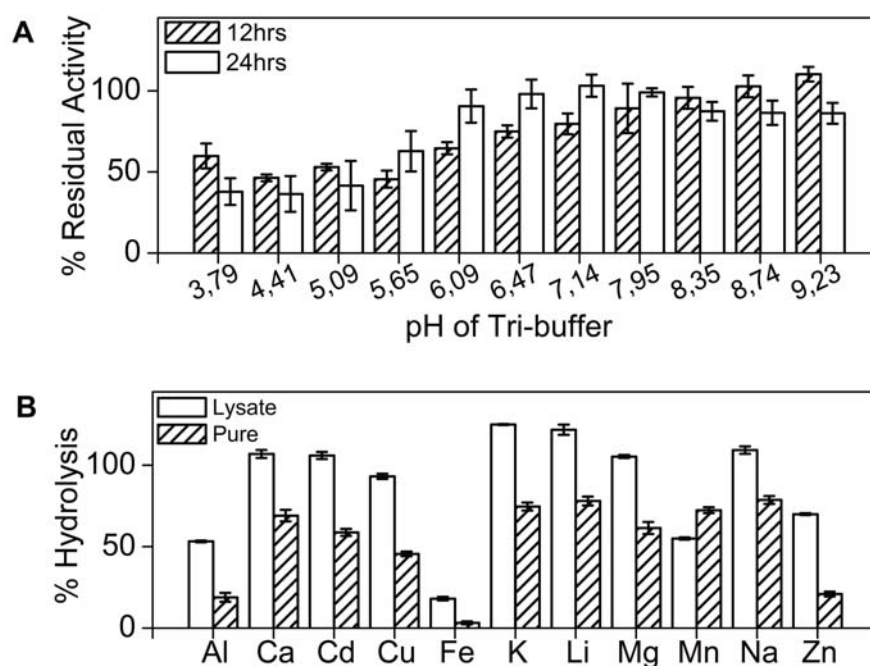 A
12hrs
24hrs
% Residual Activity
100
50
0
3,79 4,41 5,09 5,65 6,09 6,47 7,14 7,95 8,35 8,74 9,23
pH of Tri-buffer
B
Lysate
Pure
% Hydrolysis
100
50
0
Al Ca Cd Cu Fe K Li Mg Mn Na Zn